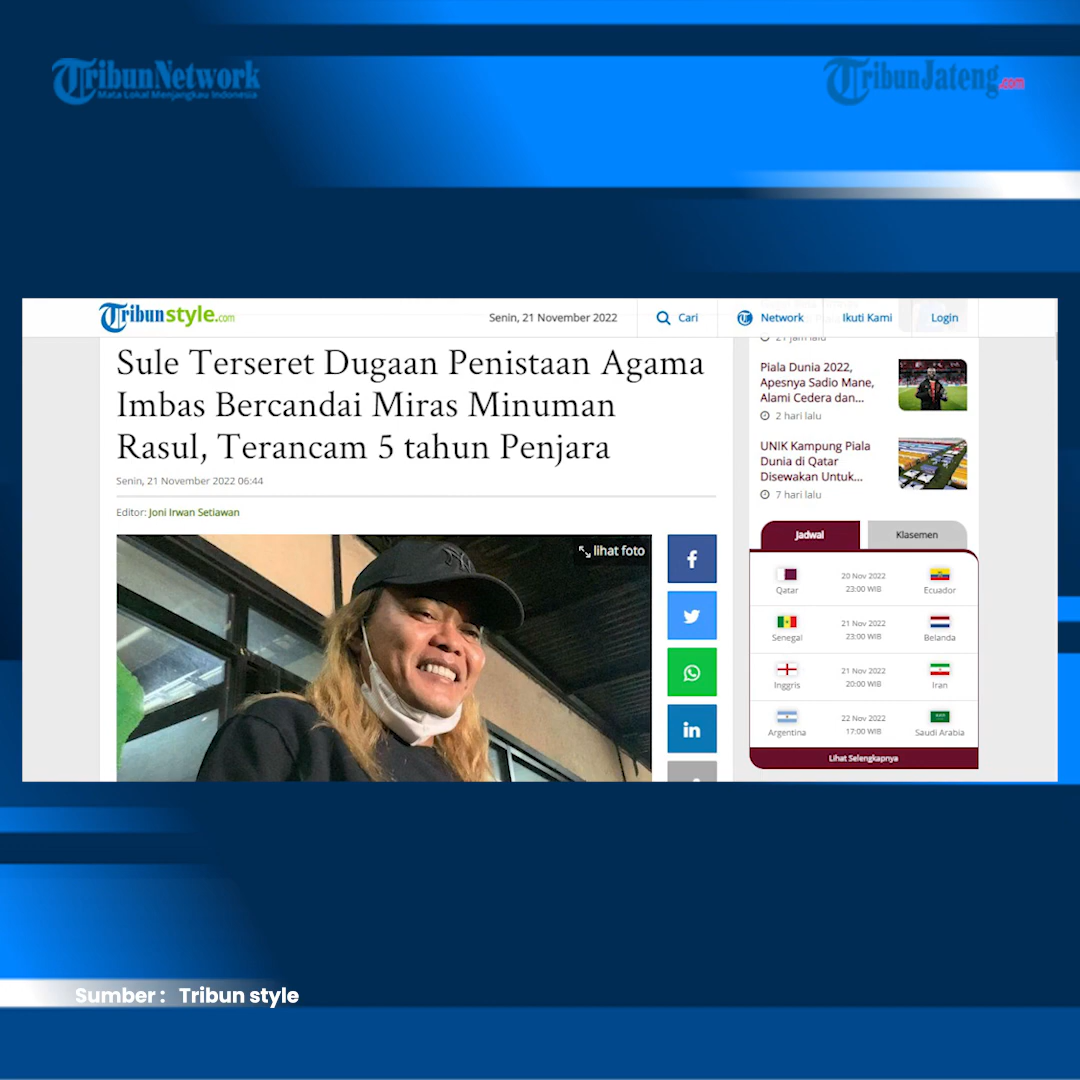 TribunNetwork
Mata Lokal Menjangkau Indonesia
TribunJateng.com
Tribunstyle.com
Senin, 21 November 2022
Cari
Network
Ikuti Kami
Login
Sule Terseret Dugaan Penistaan Agama
Imbas Bercandai Miras Minuman
Rasul, Terancam 5 tahun Penjara
Senin, 21 November 2022 06:44
Editor: Joni Irwan Setiawan
lihat foto
21 jam lalu
Piala Dunia 2022,
Apesnya Sadio Mane,
Alami Cedera dan...
2 hari lalu
UNIK Kampung Piala
Dunia di Qatar
Disewakan Untuk...
7 hari lalu
Jadwal
Klasemen
Qatar
20 Nov 2022
23:00 WIB
Ecuador
Senegal
21 Nov 2022
23:00 WIB
Belanda
Inggris
21 Nov 2022
20:00 WIB
Iran
Argentina
22 Nov 2022
17:00 WIB
Saudi Arabia
Lihat Selengkapnya
Sumber : Tribun style